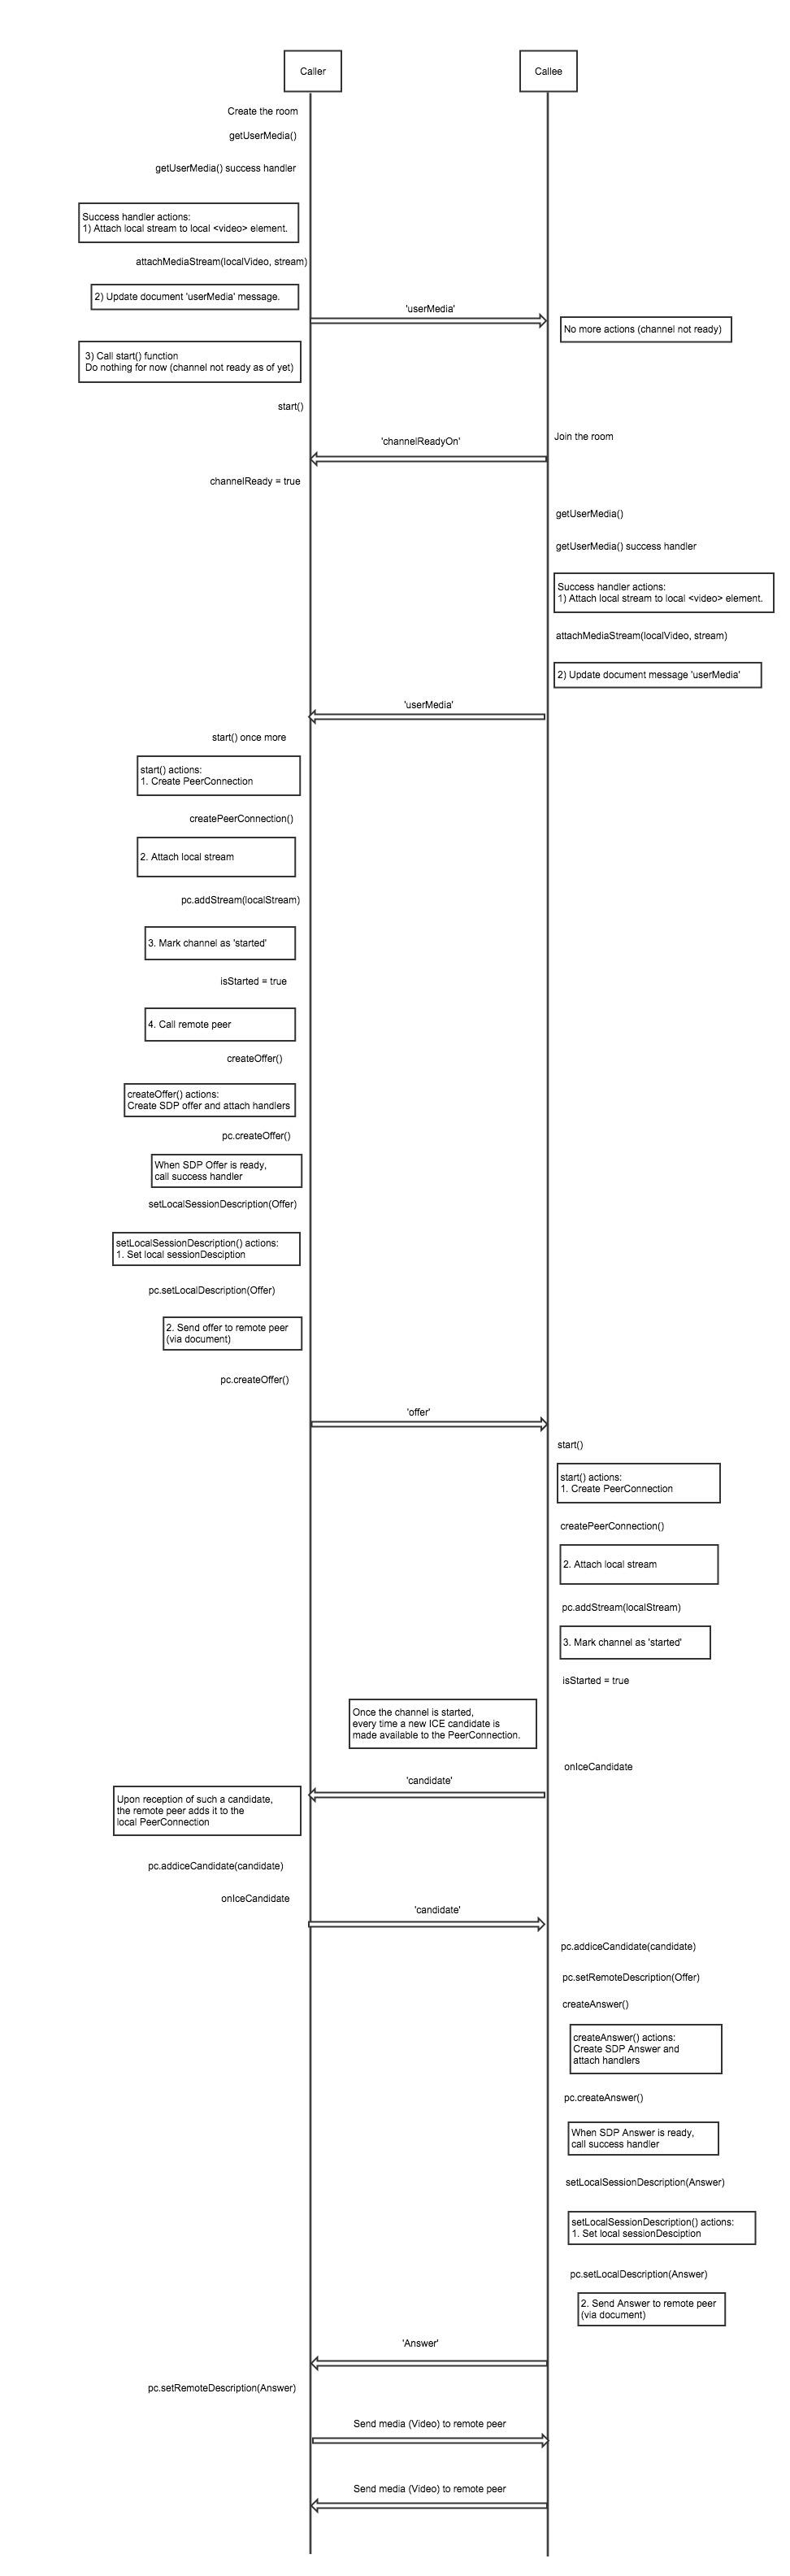 Caller
Callee
Create the room
getUserMedia()
getUserMedia() success handler
Success handler actions:
1) Attach local stream to local <video> element.
attachMediaStream(localVideo, stream)
2) Update document 'userMedia' message.
'userMedia'
No more actions (channel not ready)
3) Call start() function
Do nothing for now (channel not ready as of yet)
start()
Join the room
'channelReadyOn'
channelReady = true
getUserMedia()
getUserMedia() success handler
Success handler actions:
1) Attach local stream to local <video> element.
attachMediaStream(localVideo, stream)
2) Update document message 'userMedia'
'userMedia'
start() once more
start() actions:
1. Create PeerConnection
createPeerConnection()
2. Attach local stream
pc.addStream(localStream)
3. Mark channel as 'started'
isStarted = true
4. Call remote peer
createOffer()
createOffer() actions:
Create SDP offer and attach handlers
pc.createOffer()
When SDP Offer is ready,
call success handler
setLocalSessionDescription(Offer)
setLocalSessionDescription() actions:
1. Set local sessionDesciption
pc.setLocalDescription(Offer)
2. Send offer to remote peer
(via document)
pc.createOffer()
'offer'
start()
start() actions:
1. Create PeerConnection
createPeerConnection()
2. Attach local stream
pc.addStream(localStream)
3. Mark channel as 'started'
isStarted = true
Once the channel is started,
every time a new ICE candidate is
made available to the PeerConnection.
onIceCandidate
'candidate'
Upon reception of such a candidate,
the remote peer adds it to the
local PeerConnection
pc.addiceCandidate(candidate)
onIceCandidate
'candidate'
pc.addiceCandidate(candidate)
pc.setRemoteDescription(Offer)
createAnswer()
createAnswer() actions:
Create SDP Answer and
attach handlers
pc.createAnswer()
When SDP Answer is ready,
call success handler
setLocalSessionDescription(Answer)
setLocalSessionDescription() actions:
1. Set local sessionDesciption
pc.setLocalDescription(Answer)
2. Send Answer to remote peer
(via document)
'Answer'
pc.setRemoteDescription(Answer)
Send media (Video) to remote peer
Send media (Video) to remote peer